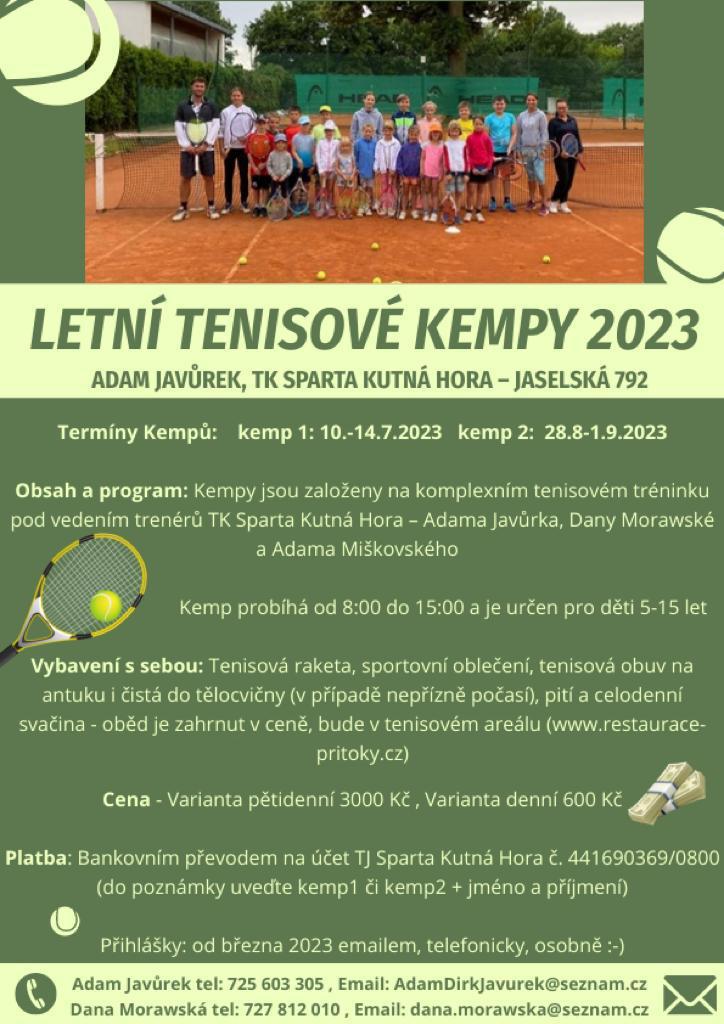 HEAD
HEAD
LETNÍ TENISOVÉ KEMPY 2023
ADAM JAVŮREK, TK SPARTA KUTNÁ HORA – JASELSKÁ 792
Termíny Kempů: kemp 1: 10.-14.7.2023 kemp 2: 28.8-1.9.2023
Obsah a program: Kempy jsou založeny na komplexním tenisovém tréninku
pod vedením trenérů TK Sparta Kutná Hora – Adama Javůrka, Dany Morawské
a Adama Miškovského
Kemp probíhá od 8:00 do 15:00 a je určen pro děti 5-15 let
Vybavení s sebou: Tenisová raketa, sportovní oblečení, tenisová obuv na
antuku i čistá do tělocvičny (v případě nepřízně počasí), pití a celodenní
svačina - oběd je zahrnut v ceně, bude v tenisovém areálu (www.restaurace-
pritoky.cz)
Cena - Varianta pětidenní 3000 Kč , Varianta denní 600 Kč
Platba: Bankovním převodem na účet TJ Sparta Kutná Hora č. 441690369/0800
(do poznámky uveďte kemp1 či kemp2 + jméno a příjmení)
Přihlášky: od března 2023 emailem, telefonicky, osobně :-)
Adam Javůrek tel: 725 603 305 , Email: AdamDirkJavurek@seznam.cz
Dana Morawská tel: 727 812 010 , Email: dana.morawska@seznam.cz